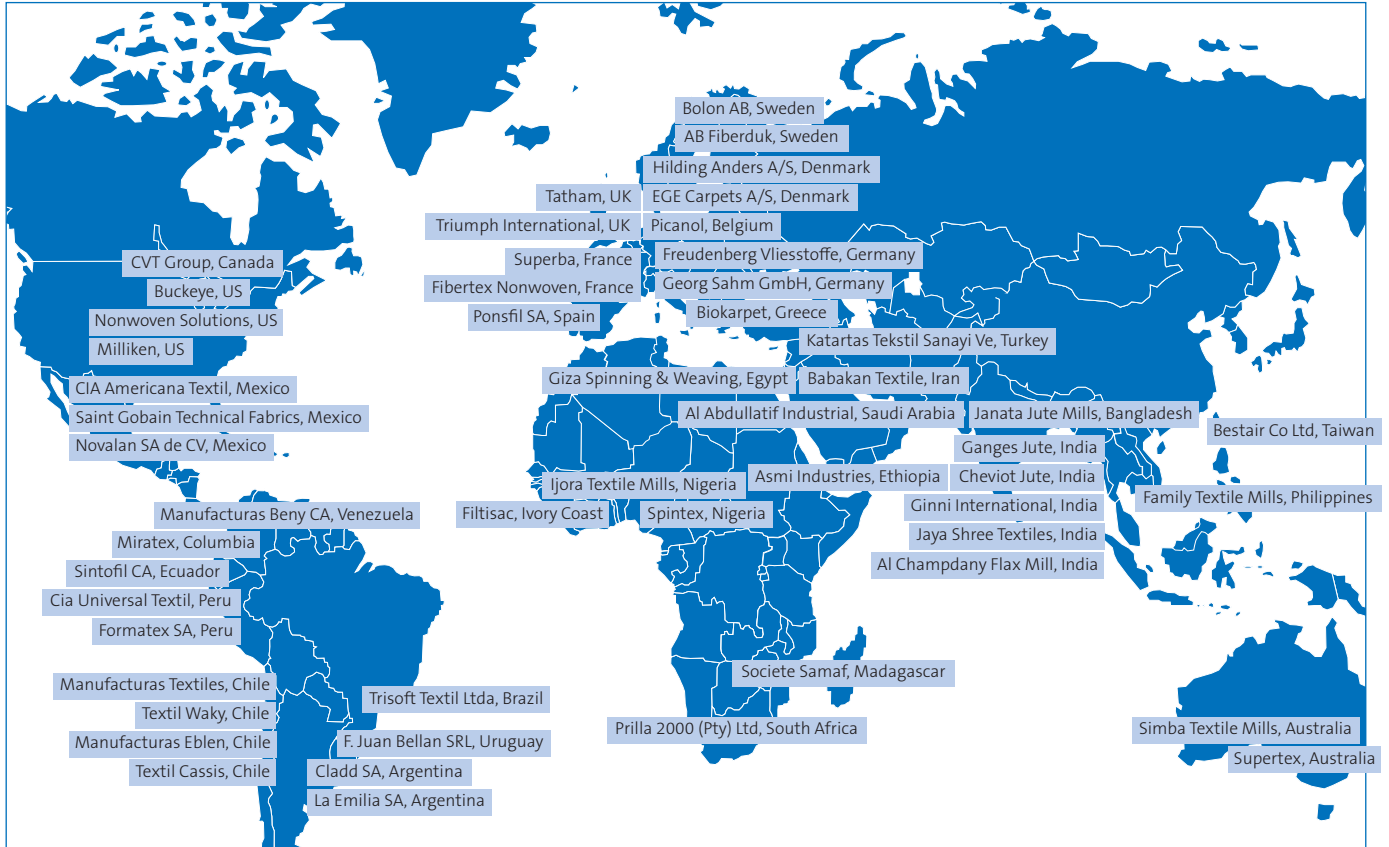 Bolon AB, Sweden
AB Fiberduk, Sweden
Hilding Anders A/S, Denmark
Tatham, UK
EGE Carpets A/S, Denmark
Triumph International, UK
Picanol, Belgium
Superba, France
Freudenberg Vliesstoffe, Germany
Fibertex Nonwoven, France
Georg Sahm GmbH, Germany
Ponsfil SA, Spain
Biokarpet, Greece
Katartas Tekstil Sanayi Ve, Turkey
CVT Group, Canada
Buckeye, US
Nonwoven Solutions, US
Milliken, US
CIA Americana Textil, Mexico
Saint Gobain Technical Fabrics, Mexico
Novalan SA de CV, Mexico
Giza Spinning & Weaving, Egypt
Babakan Textile, Iran
Al Abdullatif Industrial, Saudi Arabia
Janata Jute Mills, Bangladesh
Bestair Co Ltd, Taiwan
Ganges Jute, India
Asmi Industries, Ethiopia
Cheviot Jute, India
Ijora Textile Mills, Nigeria
Family Textile Mills, Philippines
Ginni International, India
Filtisac, Ivory Coast
Spintex, Nigeria
Jaya Shree Textiles, India
Al Champdany Flax Mill, India
Manufacturas Beny CA, Venezuela
Miratex, Columbia
Sintofil CA, Ecuador
Cia Universal Textil, Peru
Formatex SA, Peru
Manufacturas Textiles, Chile
Trisoft Textil Ltda, Brazil
Textil Waky, Chile
Manufacturas Eblen, Chile
F. Juan Bellan SRL, Uruguay
Textil Cassis, Chile
Cladd SA, Argentina
La Emilia SA, Argentina
Societe Samaf, Madagascar
Prilla 2000 (Pty) Ltd, South Africa
Simba Textile Mills, Australia
Supertex, Australia